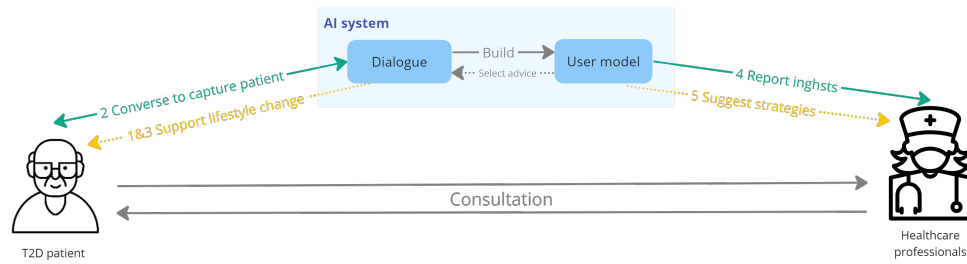 AI system
Dialogue
Build
Select advice
User model
2 Converse to capture patient
1&3 Support lifestyle change
4 Report inghsts
5 Suggest strategies
Consultation
T2D patient
Healthcare
professionals